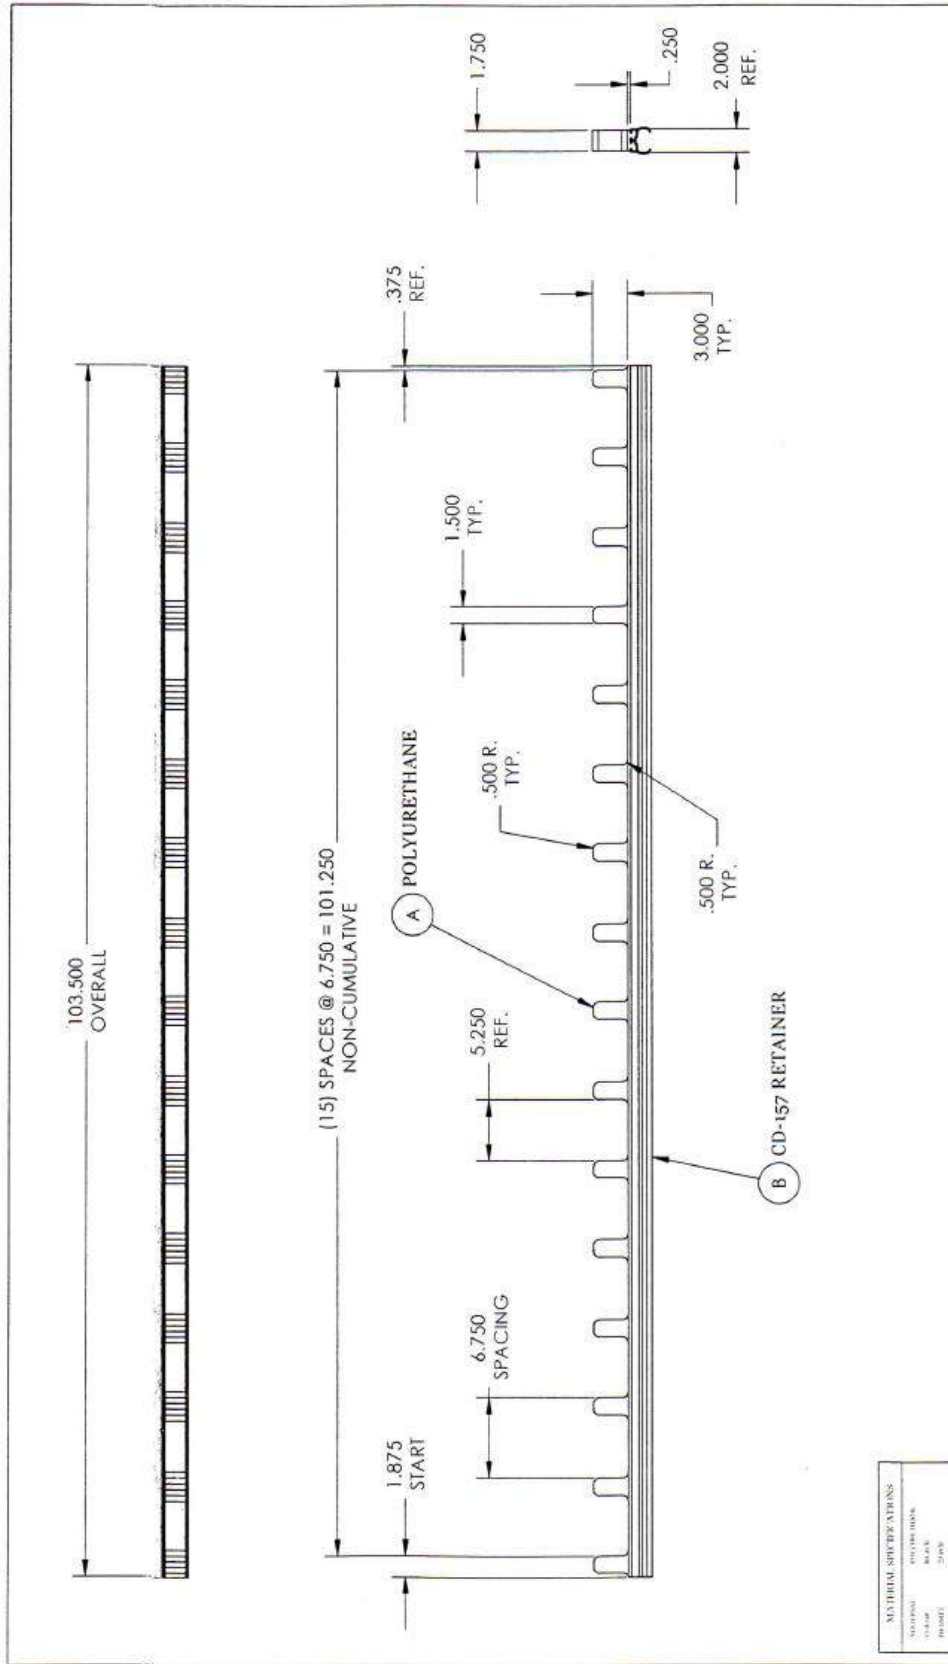 103.500
OVERALL
(15) SPACES @ 6.750 = 101.250
NON-CUMULATIVE
1.875
START
6.750
SPACING
5.250
REF.
A
POLYURETHANE
.500 R.
TYP.
1.500
TYP.
.375
REF.
1.750
.250
2.000
REF.
3.000
TYP.
.500 R.
TYP.
B
CD-157 RETAINER
MATERIAL SPECIFICATIONS
MATERIAL